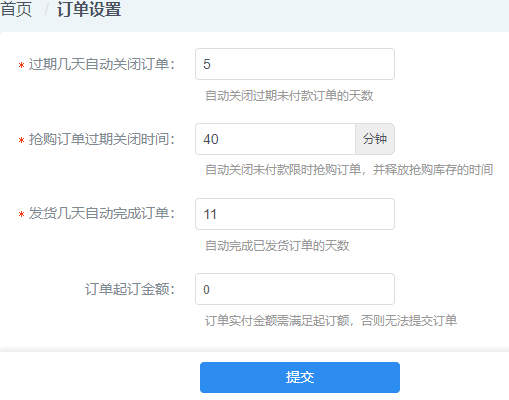 首页 / 订单设置
* 过期几天自动关闭订单： 5
自动关闭过期未付款订单的天数
* 抢购订单过期关闭时间： 40 分钟
自动关闭未付款限时抢购订单，并释放抢购库存的时间
* 发货几天自动完成订单： 11
自动完成已发货订单的天数
订单起订金额： 0
订单实付金额需满足起订额，否则无法提交订单
提交